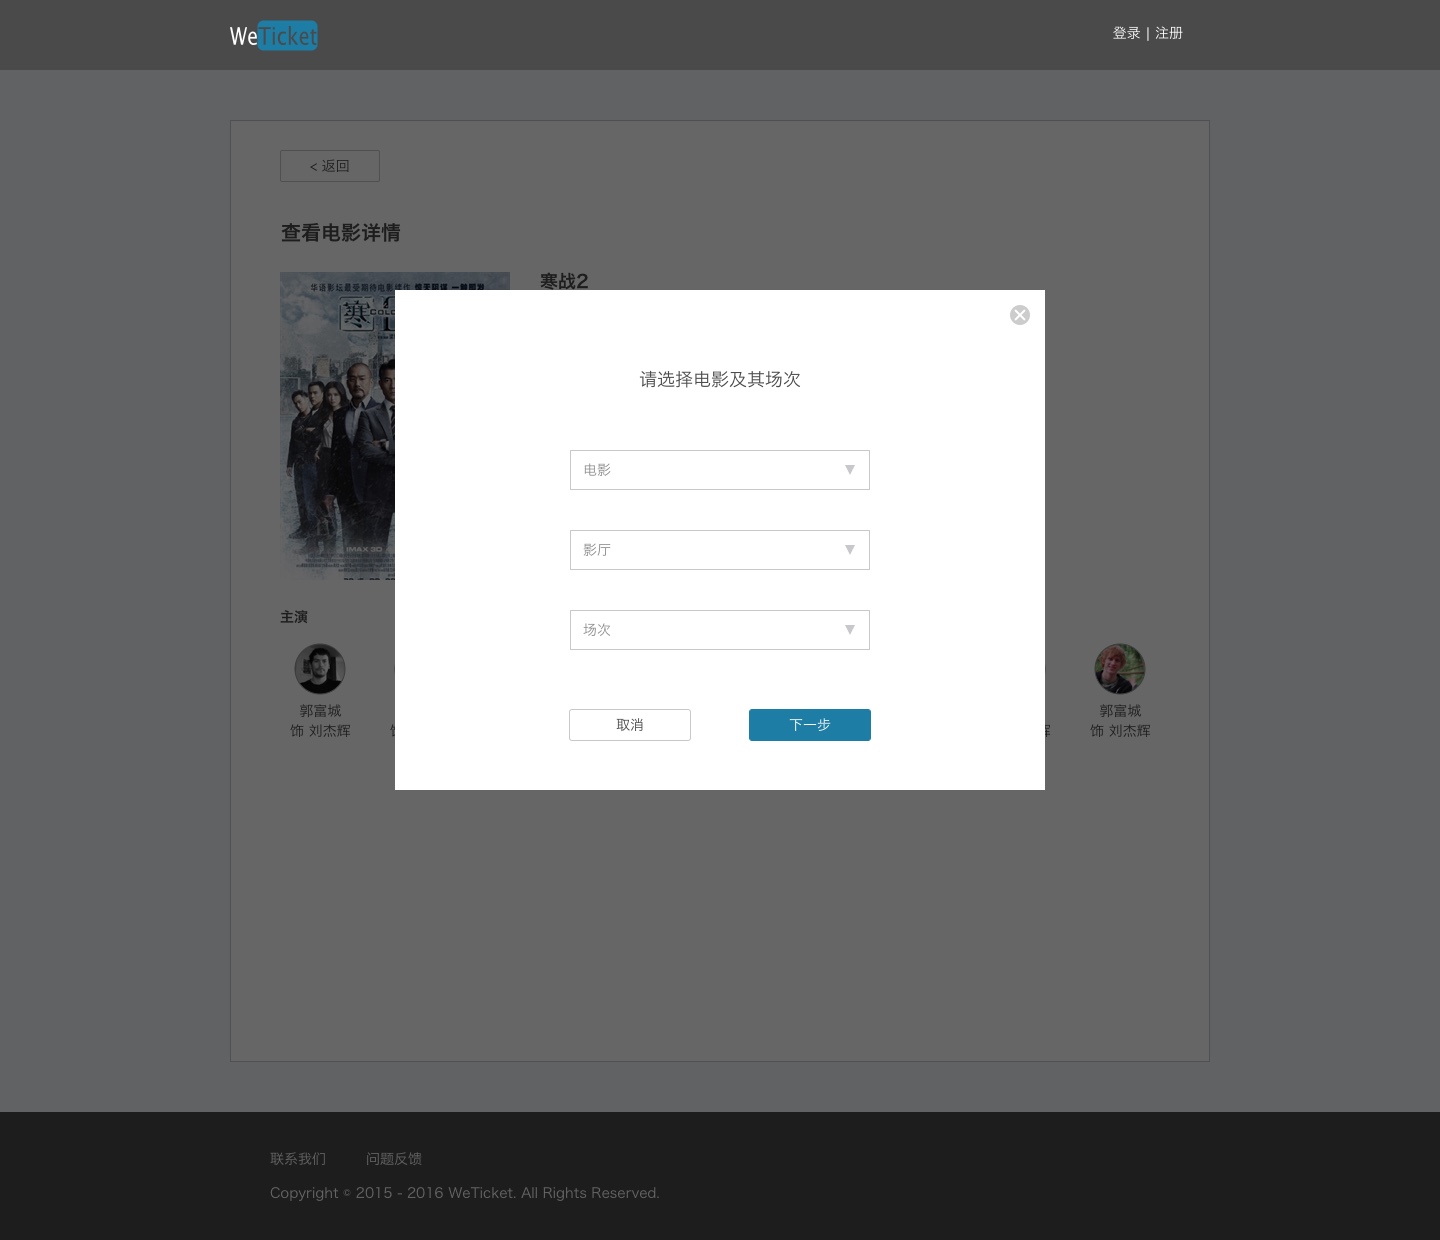 WeTicket
登录 | 注册
< 返回
查看电影详情
华语影坛最受期待电影续作
寒战2
寒
请选择电影及其场次
电影
影厅
场次
取消
下一步
IMAX 3D
主演
郭富城
饰 刘杰辉
郭富城
饰 刘杰辉
联系我们
问题反馈
Copyright © 2015 - 2016 WeTicket. All Rights Reserved.